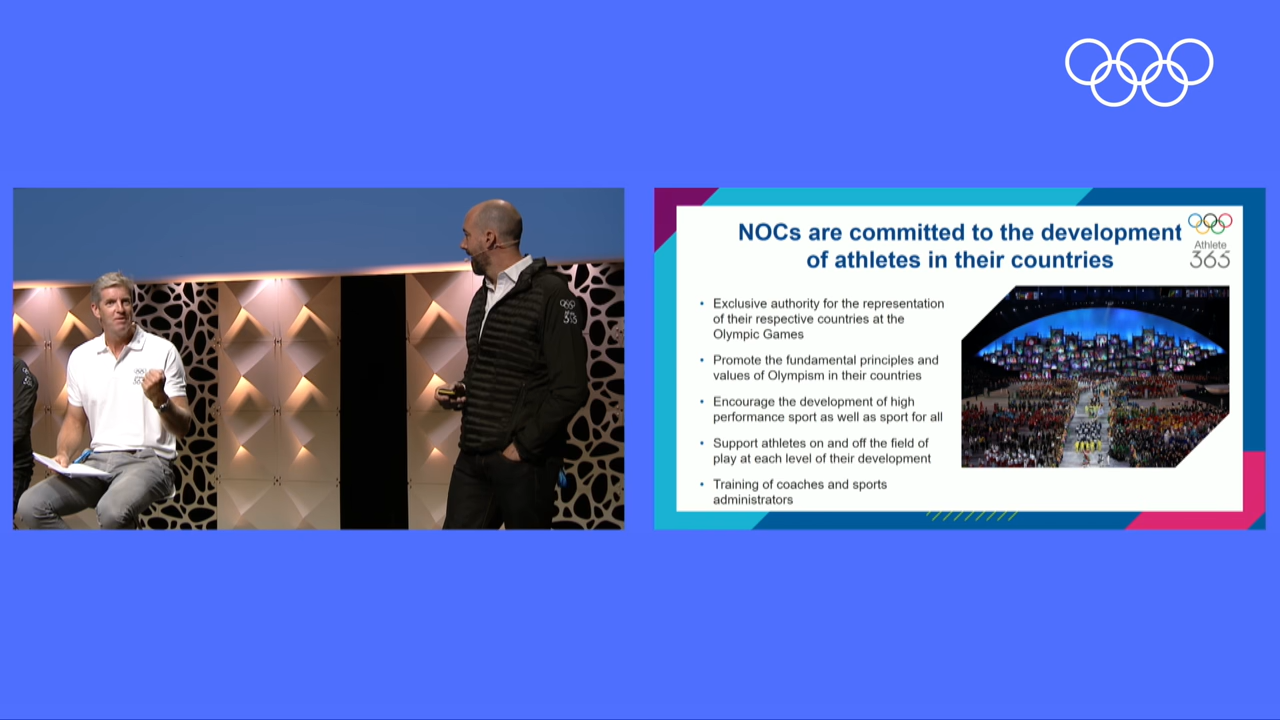 NOCs are committed to the development
of athletes in their countries
Athlete
365
• Exclusive authority for the representation
of their respective countries at the
Olympic Games
• Promote the fundamental principles and
values of Olympism in their countries
• Encourage the development of high
performance sport as well as sport for all
• Support athletes on and off the field of
play at each level of their development
• Training of coaches and sports
administrators
365